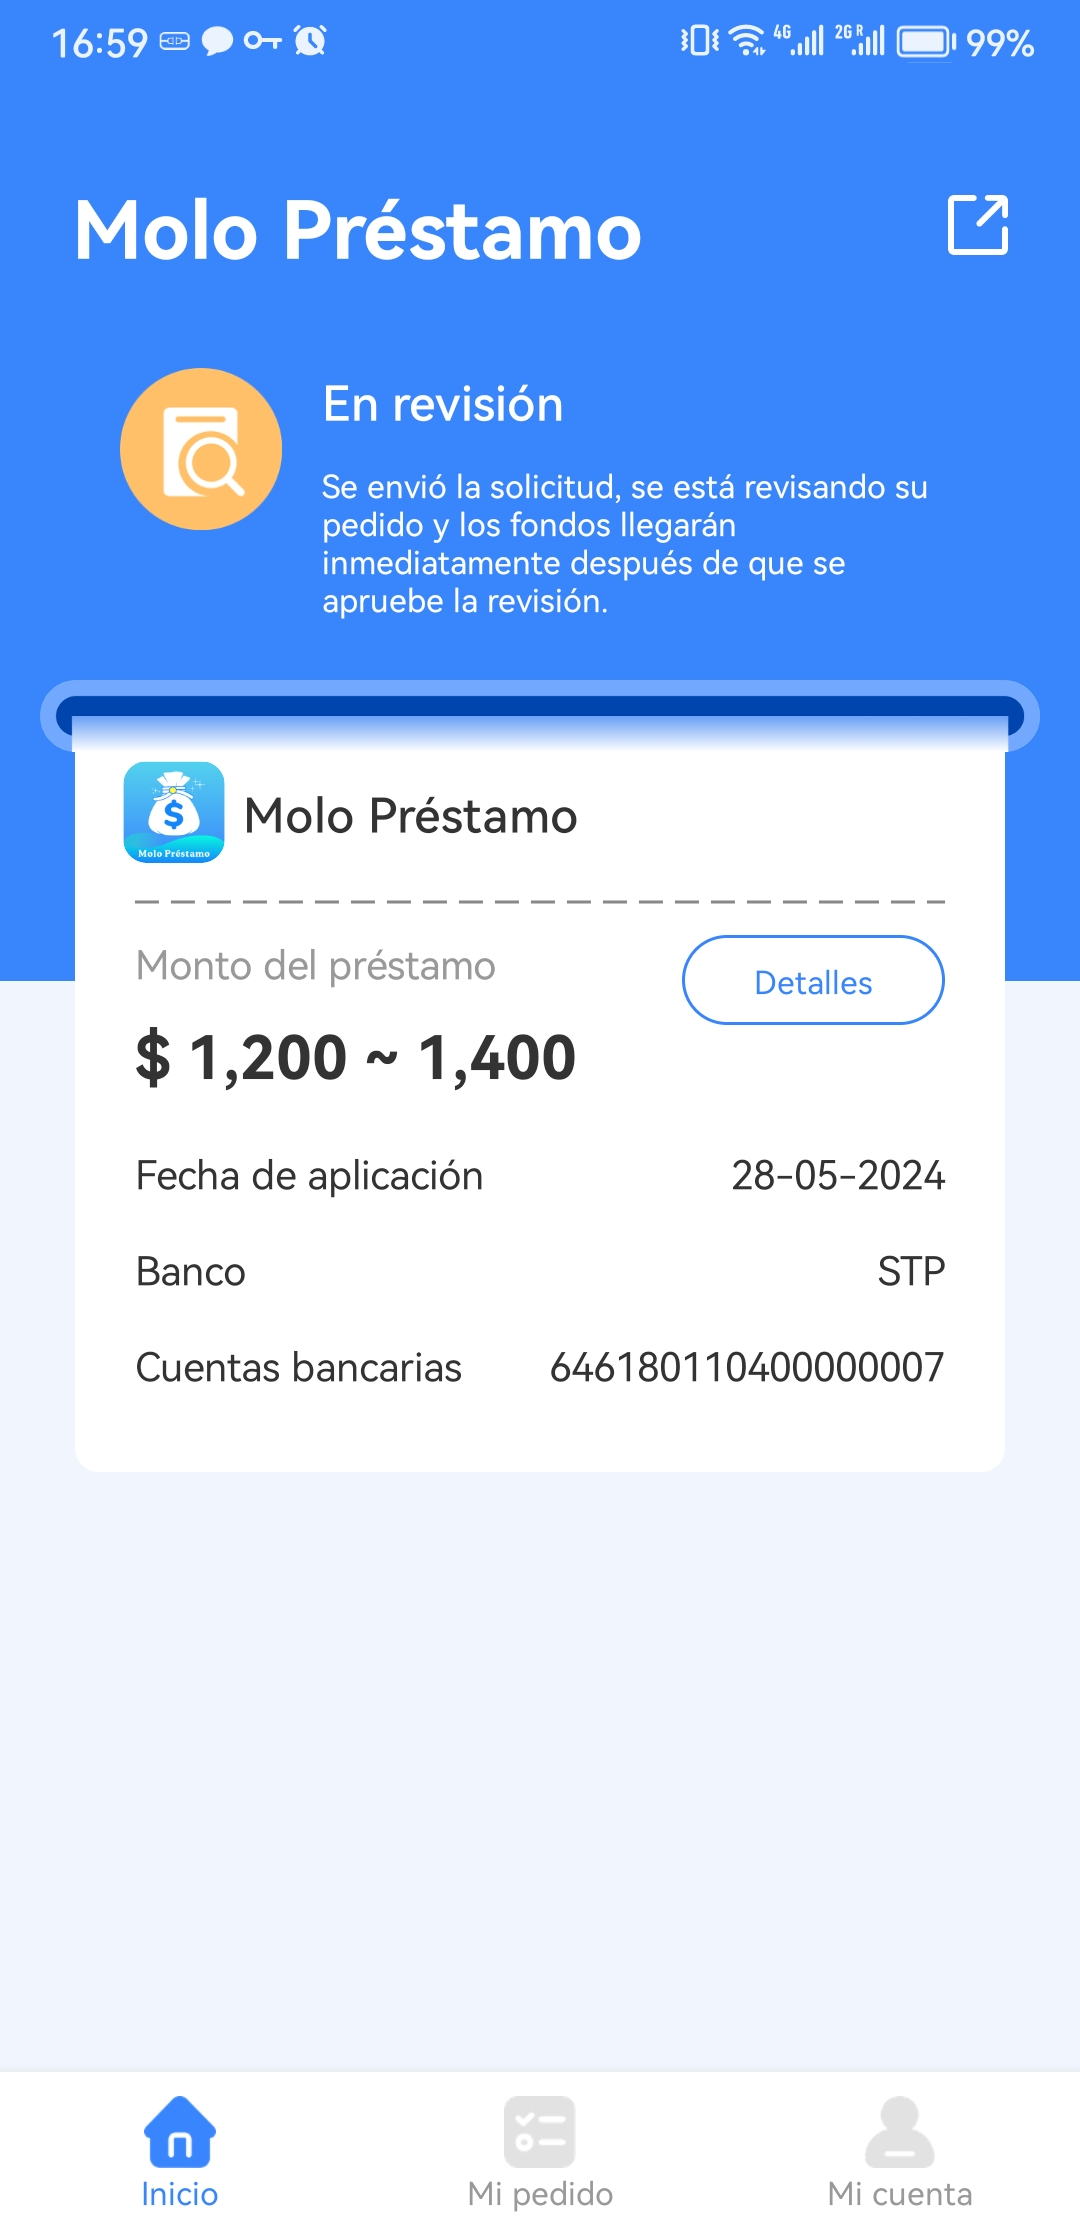 16:59
4G
2G R
99%
Molo Préstamo
En revisión
Se envió la solicitud, se está revisando su
pedido y los fondos llegarán
inmediatamente después de que se
apruebe la revisión.
$
Molo Préstamo
Molo Préstamo
Monto del préstamo
Detalles
$ 1,200 ~ 1,400
Fecha de aplicación 28-05-2024
Banco STP
Cuentas bancarias 646180110400000007
Inicio
Mi pedido
Mi cuenta